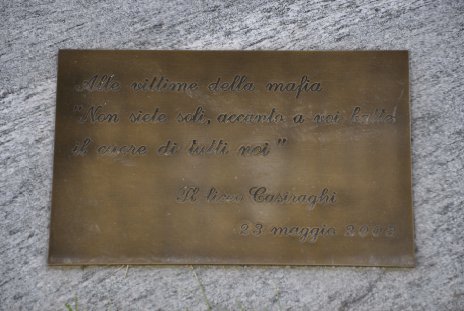 Alle vittime della mafia
"Non siete soli, accanto a voi batte
il cuore di tutti noi"
Il liceo Casiraghi
23 maggio